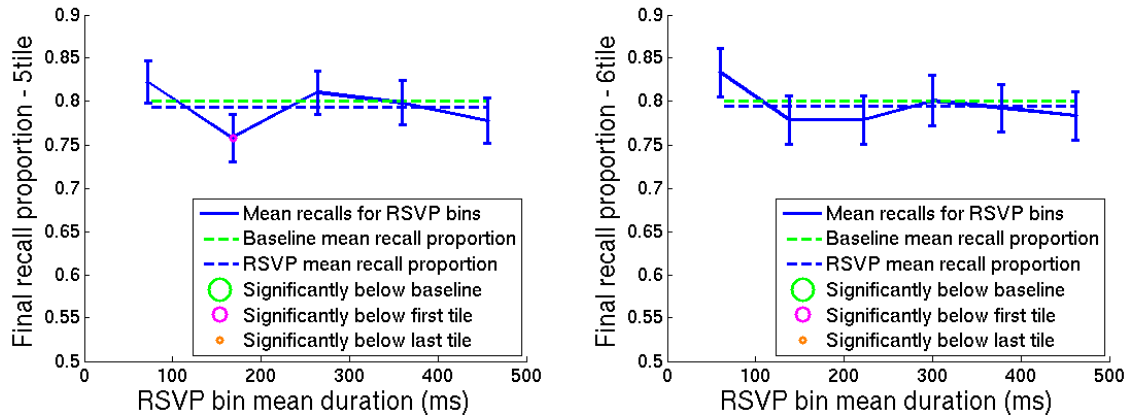 Final recall proportion - 5tile
0.9
0.85
0.8
0.75
0.7
0.65
0.6
0.55
0.5
0
100
200
300
400
500
RSVP bin mean duration (ms)
Mean recalls for RSVP bins
Baseline mean recall proportion
RSVP mean recall proportion
Significantly below baseline
Significantly below first tile
Significantly below last tile
Final recall proportion - 6tile
0.9
0.85
0.8
0.75
0.7
0.65
0.6
0.55
0.5
0
100
200
300
400
500
RSVP bin mean duration (ms)
Mean recalls for RSVP bins
Baseline mean recall proportion
RSVP mean recall proportion
Significantly below baseline
Significantly below first tile
Significantly below last tile